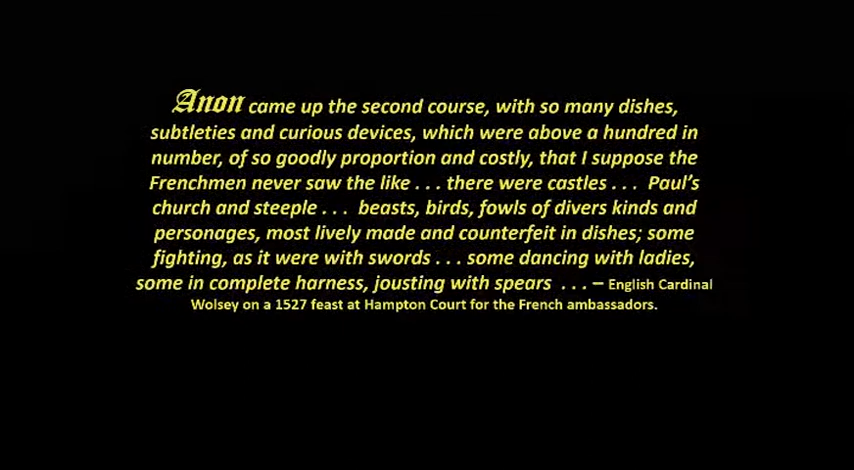 Anon came up the second course, with so many dishes,
subtleties and curious devices, which were above a hundred in
number, of so goodly proportion and costly, that I suppose the
Frenchmen never saw the like . . . there were castles . . . Paul’s
church and steeple . . . beasts, birds, fowls of divers kinds and
personages, most lively made and counterfeit in dishes; some
fighting, as it were with swords . . . some dancing with ladies,
some in complete harness, jousting with spears . . . – English Cardinal
Wolsey on a 1527 feast at Hampton Court for the French ambassadors.